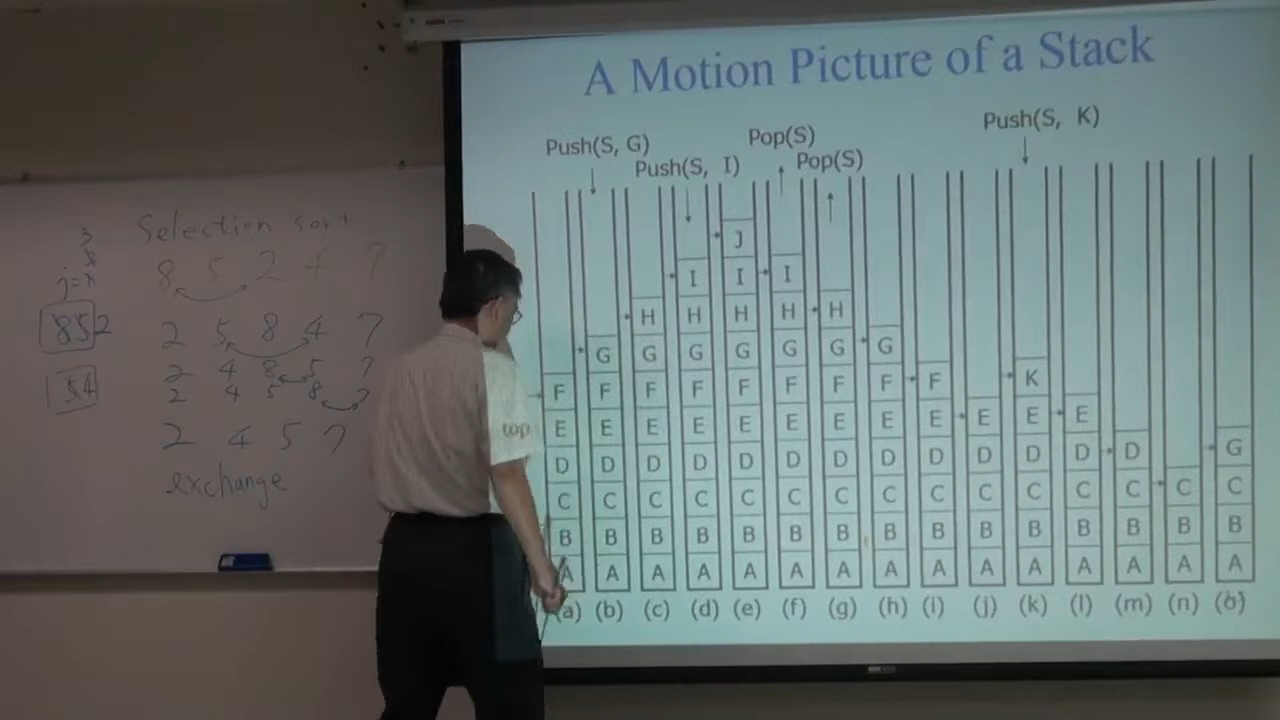 A Motion Picture of a Stack
Push(S, G)
Push(S, I)
Pop(S)
Pop(S)
Push(S, K)
J
I I I
H H H H H
G G G G G G G
F F F F F F F F K
E E E E E E E E E E E
D D D D D D D D D D D D D G
C C C C C C C C C C C C C C C
B B B B B B B B B B B B B B B
A A A A A A A A A A A A A A A
(a) (b) (c) (d) (e) (f) (g) (h) (i) (j) (k) (l) (m) (n) (o)
top
Selection sort
8 5 2 4 7
2 5 8 4 7
2 4 8 5 7
2 4 5 8 7
2 4 5 7
exchange
3
j=
852
54